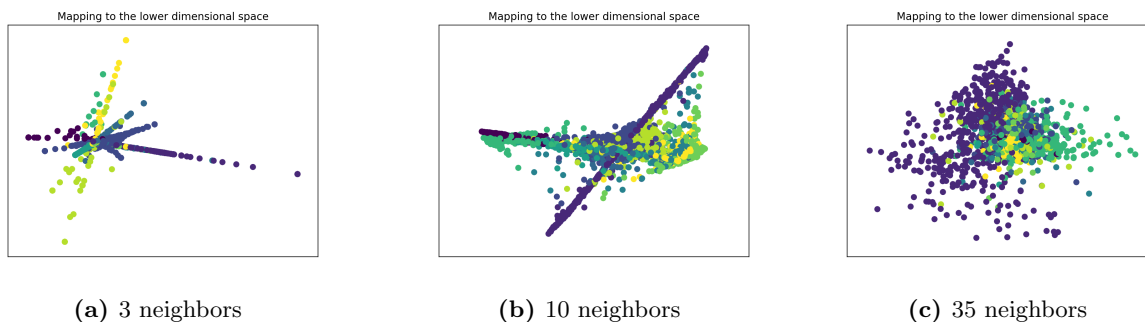 Mapping to the lower dimensional space
Mapping to the lower dimensional space
Mapping to the lower dimensional space
(a) 3 neighbors
(b) 10 neighbors
(c) 35 neighbors